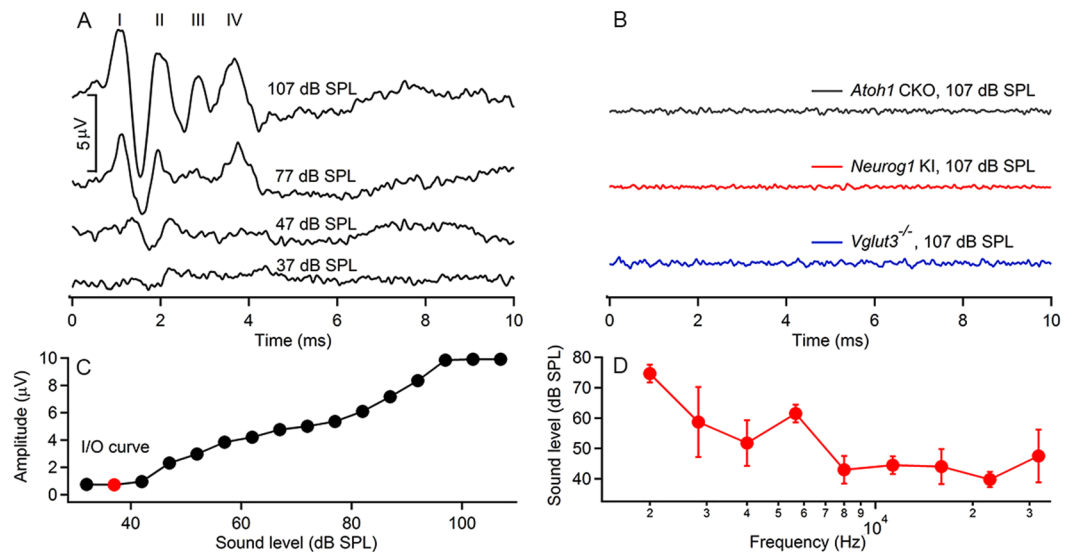 A
I II III IV
107 dB SPL
5 μV
77 dB SPL
47 dB SPL
37 dB SPL
0 2 4 6 8 10
Time (ms)
B
Atoh1 CKO, 107 dB SPL
Neurog1 KI, 107 dB SPL
Vglut3-/-, 107 dB SPL
0 2 4 6 8 10
Time (ms)
C
Amplitude (μV)
10
8
6
4
2
0
I/O curve
40 60 80 100
Sound level (dB SPL)
D
Sound level (dB SPL)
80
70
60
50
40
2 3 4 5 6 7 8 9 10⁴ 2 3
Frequency (Hz)